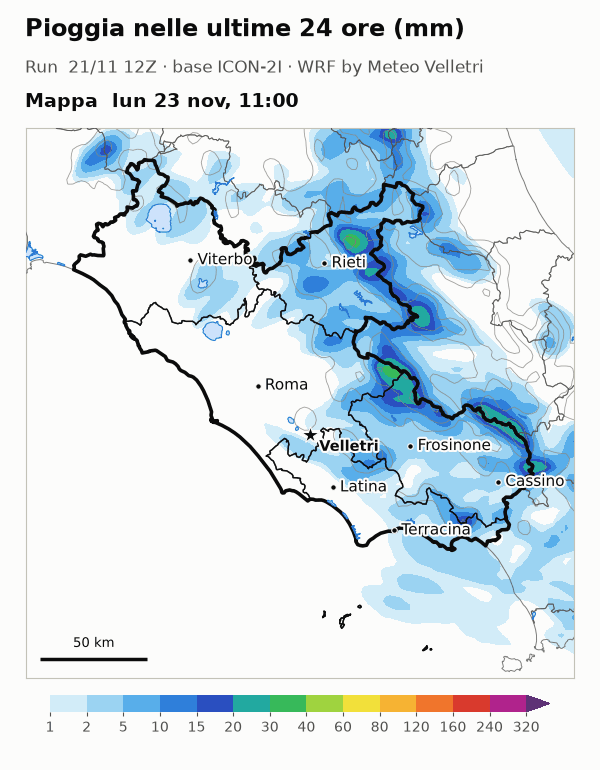 Pioggia nelle ultime 24 ore (mm)
Run  21/11 12Z · base ICON-2I · WRF by Meteo Velletri
Mappa  lun 23 nov, 11:00
Viterbo
Rieti
Roma
Velletri
Frosinone
Cassino
Latina
Terracina
50 km
1 2 5 10 15 20 30 40 60 80 120 160 240 320